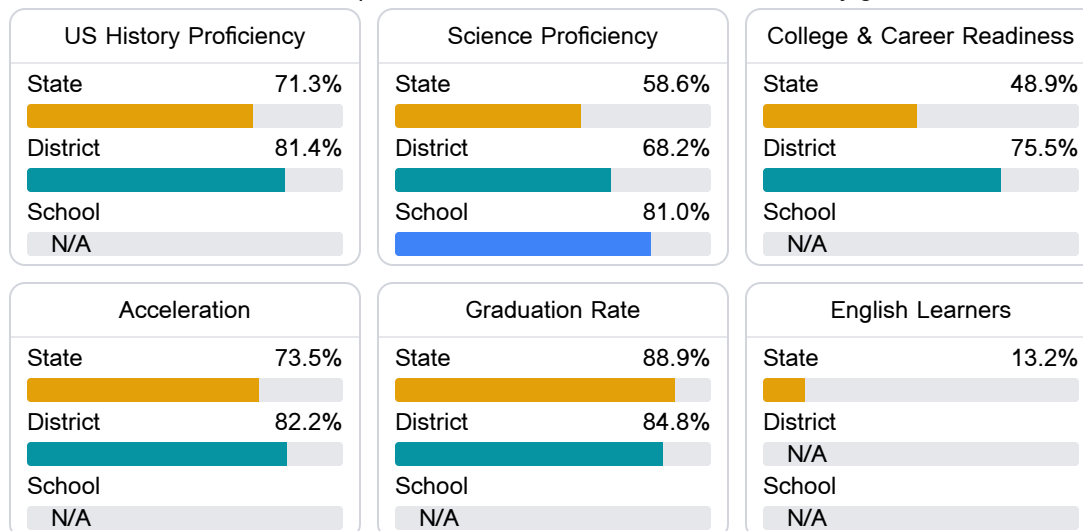 US History Proficiency
State 71.3%
District 81.4%
School
N/A
Science Proficiency
State 58.6%
District 68.2%
School 81.0%
College & Career Readiness
State 48.9%
District 75.5%
School
N/A
Acceleration
State 73.5%
District 82.2%
School
N/A
Graduation Rate
State 88.9%
District 84.8%
School
N/A
English Learners
State 13.2%
District
N/A
School
N/A